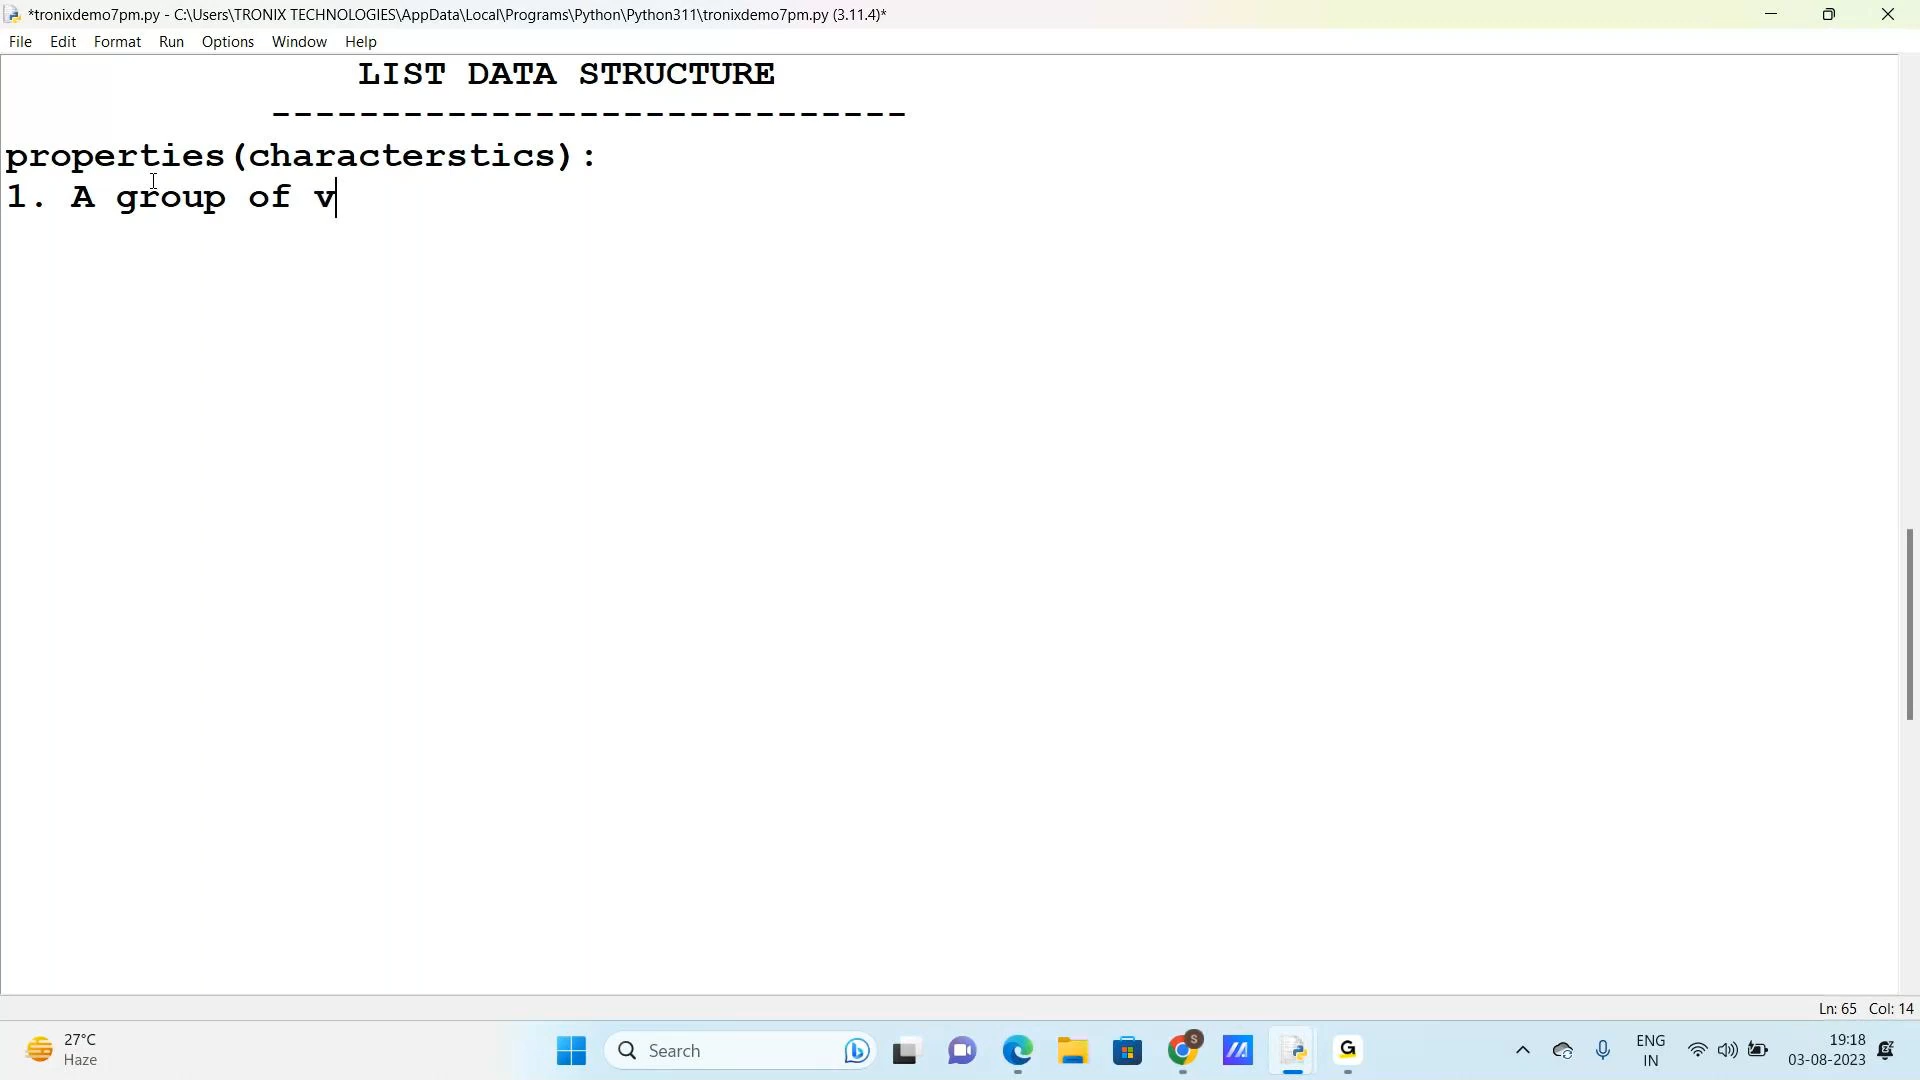 *tronixdemo7pm.py - C:\Users\TRONIX TECHNOLOGIES\AppData\Local\Programs\Python\Python311\tronixdemo7pm.py (3.11.4)*
File Edit Format Run Options Window Help
LIST DATA STRUCTURE
-----------------------------
properties(characterstics):
1. A group of v
Ln: 65 Col: 14
27°C
Haze
Search
S
G
ENG
IN
19:18
03-08-2023